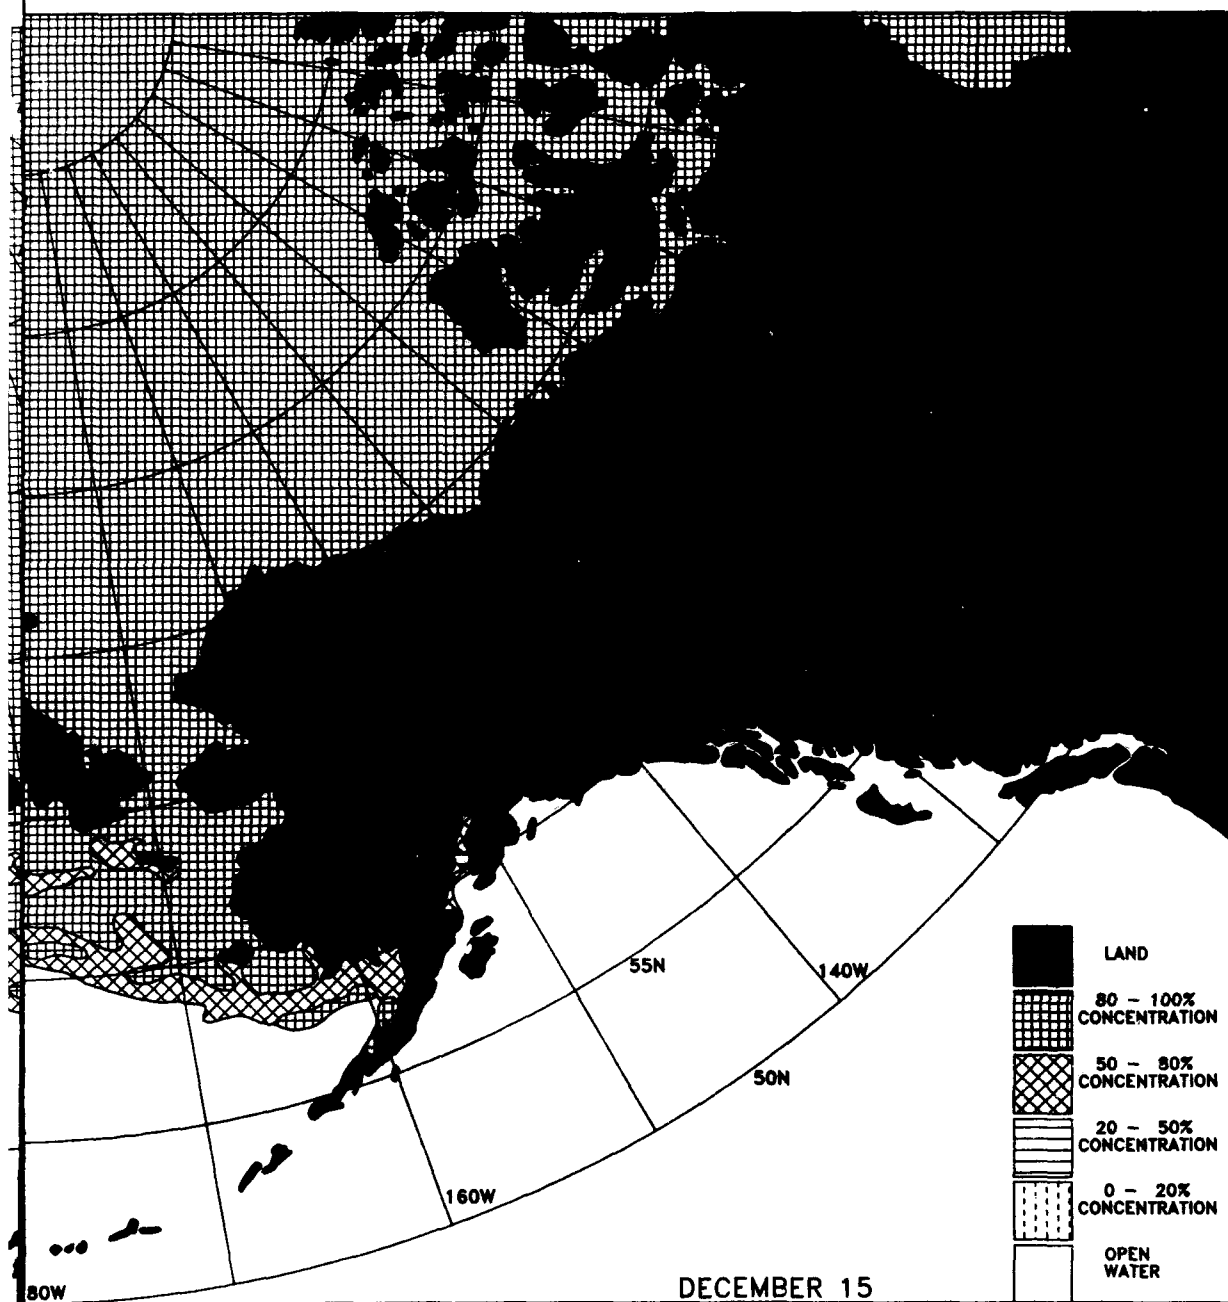 55N
140W
50N
160W
80W
LAND
80 - 100%
CONCENTRATION
50 - 80%
CONCENTRATION
20 - 50%
CONCENTRATION
0 - 20%
CONCENTRATION
OPEN
WATER
DECEMBER 15